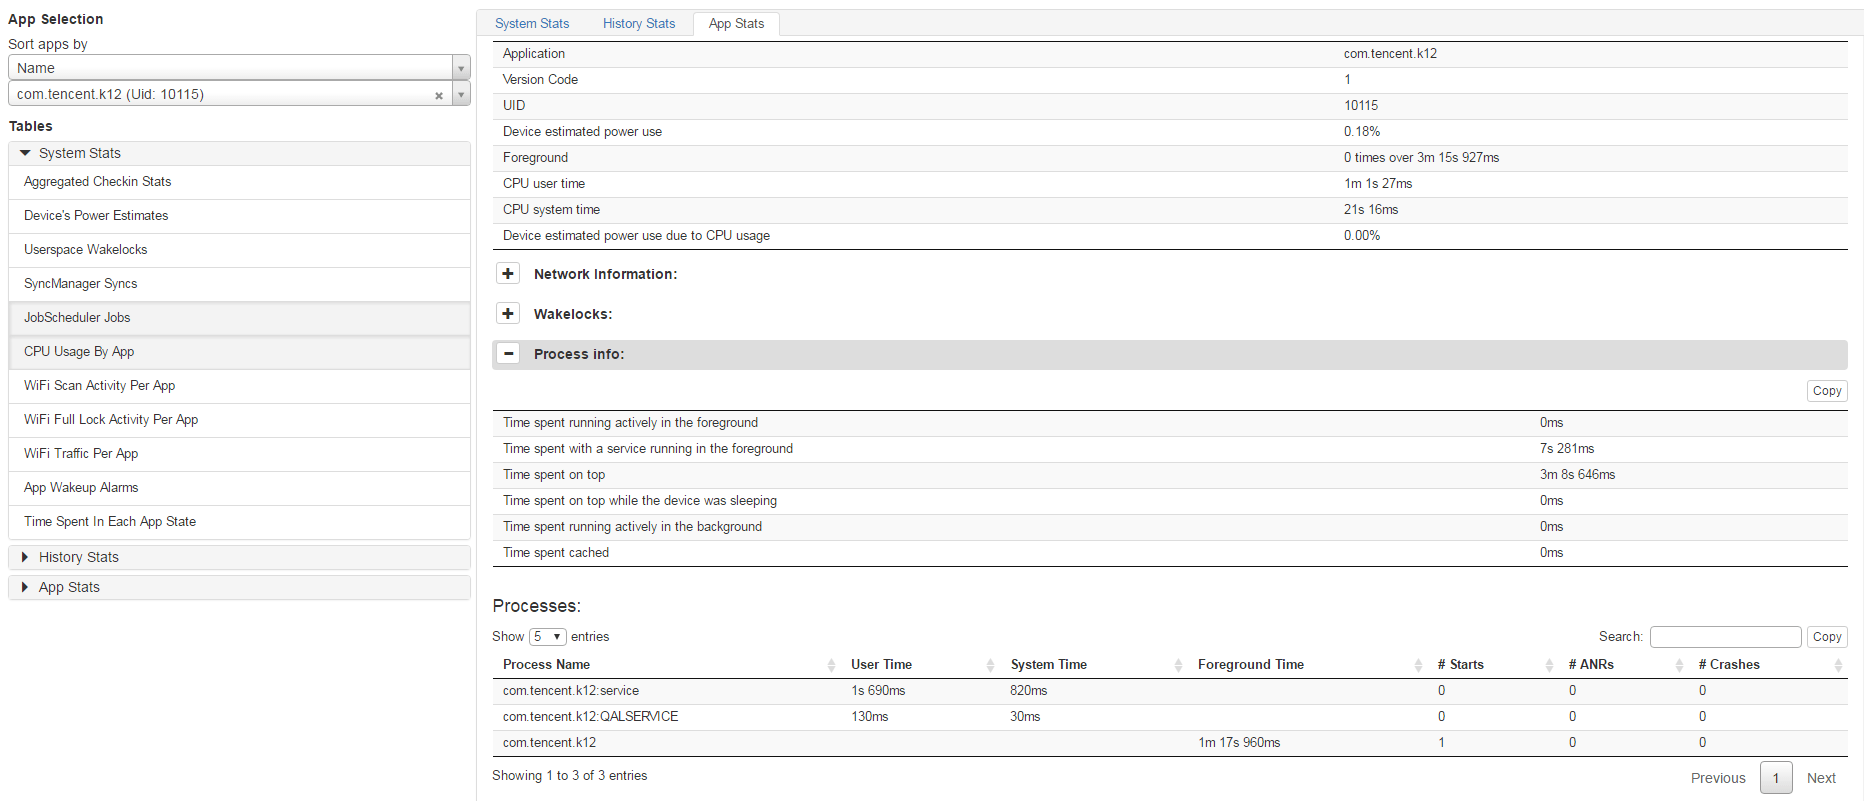 App Selection
Sort apps by
Name
com.tencent.k12 (Uid: 10115)
Tables
System Stats
Aggregated Checkin Stats
Device's Power Estimates
Userspace Wakelocks
SyncManager Syncs
JobScheduler Jobs
CPU Usage By App
WiFi Scan Activity Per App
WiFi Full Lock Activity Per App
WiFi Traffic Per App
App Wakeup Alarms
Time Spent In Each App State
History Stats
App Stats
System Stats History Stats App Stats
Application com.tencent.k12
Version Code 1
UID 10115
Device estimated power use 0.18%
Foreground 0 times over 3m 15s 927ms
CPU user time 1m 1s 27ms
CPU system time 21s 16ms
Device estimated power use due to CPU usage 0.00%
Network Information:
Wakelocks:
Process info:
Copy
Time spent running actively in the foreground 0ms
Time spent with a service running in the foreground 7s 281ms
Time spent on top 3m 8s 646ms
Time spent on top while the device was sleeping 0ms
Time spent running actively in the background 0ms
Time spent cached 0ms
Processes:
Show 5 entries Search: Copy
Process Name User Time System Time Foreground Time # Starts # ANRs # Crashes
com.tencent.k12:service 1s 690ms 820ms 0 0 0
com.tencent.k12:QALSERVICE 130ms 30ms 0 0 0
com.tencent.k12 1m 17s 960ms 1 0 0
Showing 1 to 3 of 3 entries
Previous 1 Next